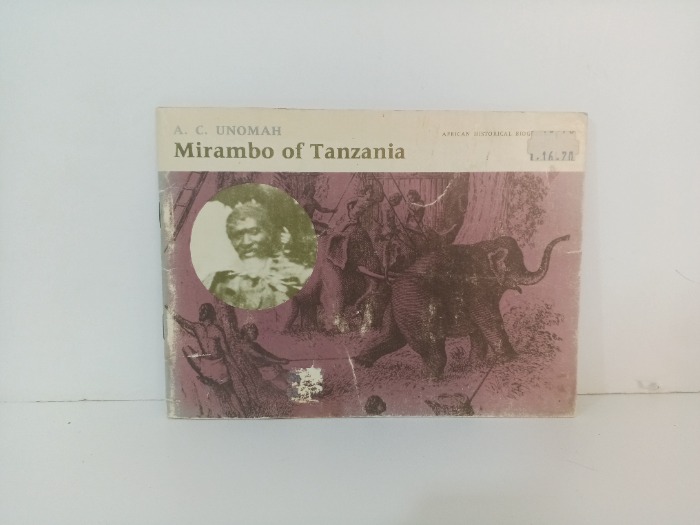 A. C. UNOMAH
AFRICAN HISTORICAL
Mirambo of Tanzania